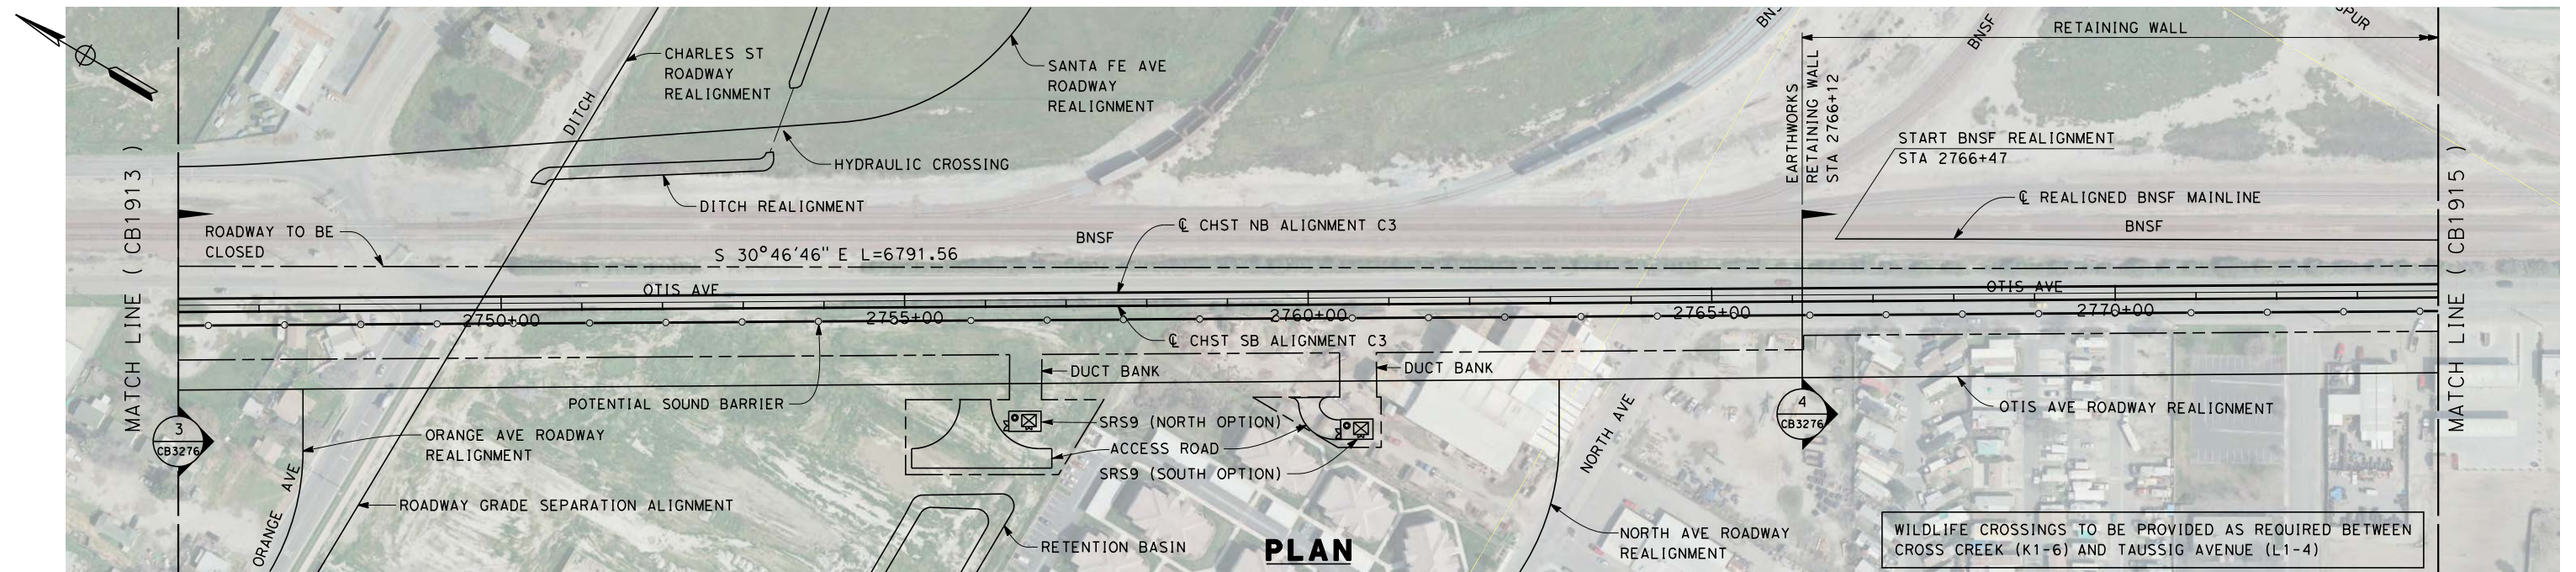 CHARLES ST
ROADWAY
REALIGNMENT
DITCH
SANTA FE AVE
ROADWAY
REALIGNMENT
HYDRAULIC CROSSING
DITCH REALIGNMENT
BNSF
SPUR
RETAINING WALL
EARTHWORKS
RETAINING WALL
STA 2766+12
START BNSF REALIGNMENT
STA 2766+47
℄ REALIGNED BNSF MAINLINE
BNSF
MATCH LINE ( CB1913 )
MATCH LINE ( CB1915 )
ROADWAY TO BE
CLOSED
S 30°46'46" E L=6791.56
BNSF
℄ CHST NB ALIGNMENT C3
OTIS AVE
OTIS AVE
2750+00
2755+00
2760+00
2765+00
2770+00
℄ CHST SB ALIGNMENT C3
DUCT BANK
DUCT BANK
POTENTIAL SOUND BARRIER
3
CB3276
4
CB3276
ORANGE AVE ROADWAY
REALIGNMENT
ORANGE AVE
ROADWAY GRADE SEPARATION ALIGNMENT
SRS9 (NORTH OPTION)
ACCESS ROAD
SRS9 (SOUTH OPTION)
RETENTION BASIN
NORTH AVE
OTIS AVE ROADWAY REALIGNMENT
NORTH AVE ROADWAY
REALIGNMENT
PLAN
WILDLIFE CROSSINGS TO BE PROVIDED AS REQUIRED BETWEEN
CROSS CREEK (K1-6) AND TAUSSIG AVENUE (L1-4)